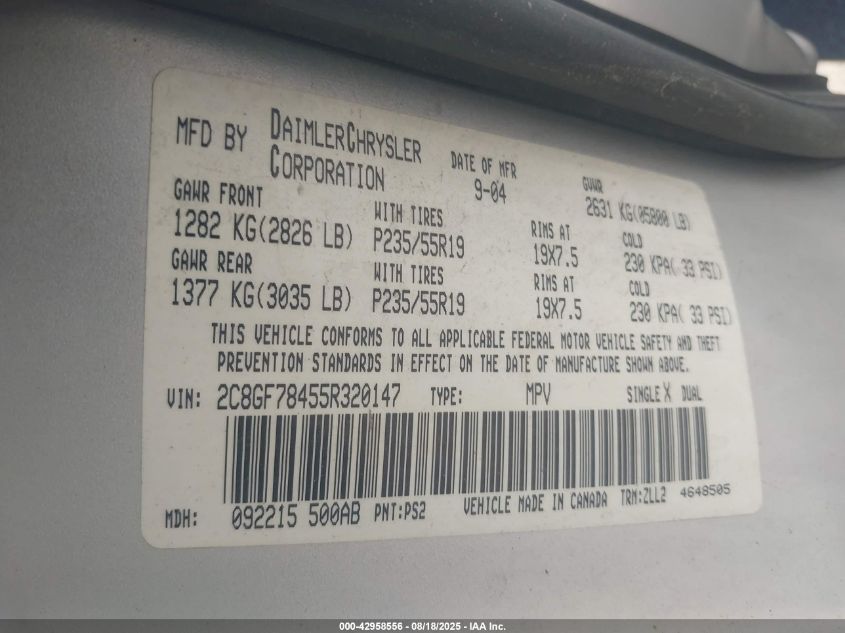 MFD BY DAIMLERCHRYSLER CORPORATION
DATE OF MFR 9-04
GVWR 2631 KG(05800 LB)
GAWR FRONT WITH TIRES RIMS AT COLD
1282 KG(2826 LB) P235/55R19 19X7.5 230 KPA( 33 PSI)
GAWR REAR WITH TIRES RIMS AT COLD
1377 KG(3035 LB) P235/55R19 19X7.5 230 KPA( 33 PSI)
THIS VEHICLE CONFORMS TO ALL APPLICABLE FEDERAL MOTOR VEHICLE SAFETY AND THEFT
PREVENTION STANDARDS IN EFFECT ON THE DATE OF MANUFACTURE SHOWN ABOVE.
VIN: 2C8GF78455R320147 TYPE: MPV SINGLE X DUAL
MDH: 092215 500AB PNT:PS2 VEHICLE MADE IN CANADA TRM:ZLL2 4648505
000-42958556 - 08/18/2025 - IAA Inc.